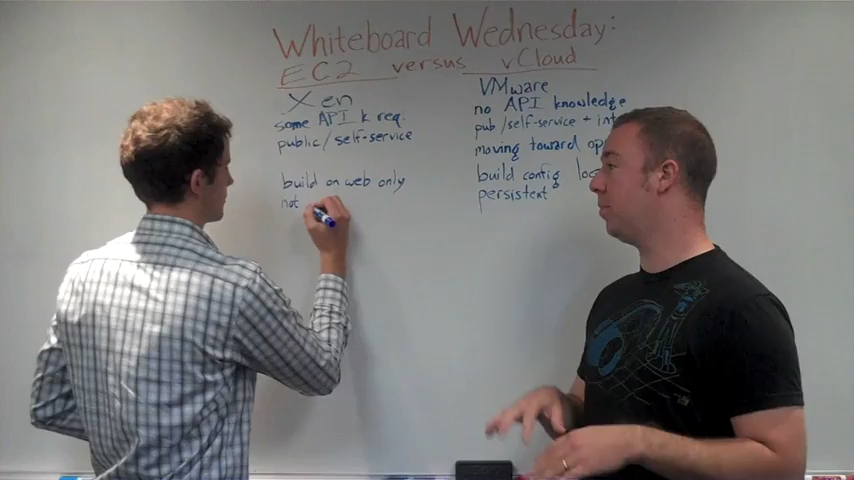 Whiteboard Wednesday:
EC2 versus vCloud
Xen
some API k req.
public/self-service
build on web only
not
VMware
no API knowledge
pub/self-service + int
moving toward op
build config loc
persistent